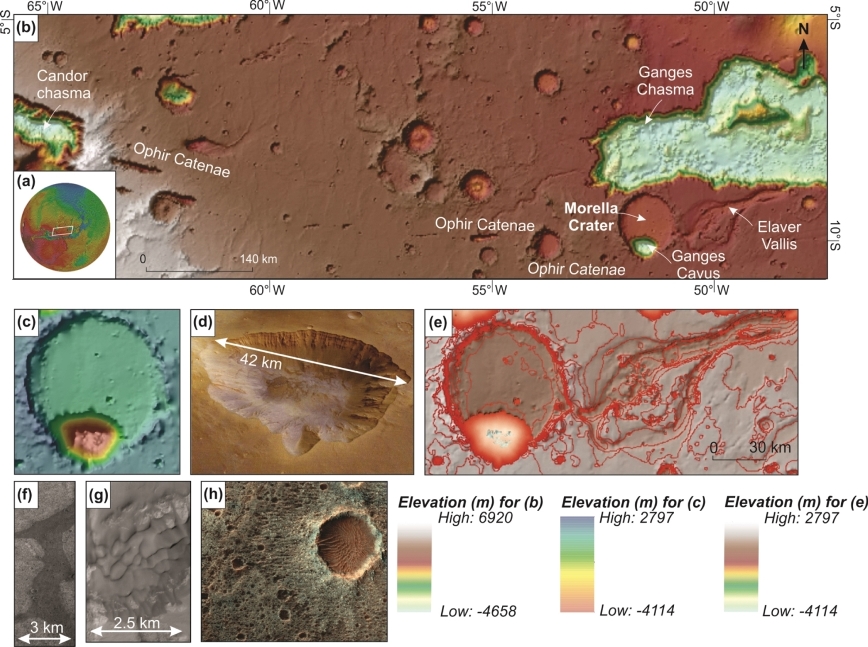 65°W
60°W
55°W
50°W
5°S
5°S
(b)
N
Candor
chasma
Ganges
Chasma
Ophir Catenae
(a)
Morella
Crater
Ophir Catenae
Elaver
Vallis
10°S
0
140 km
Ophir Catenae
Ganges
Cavus
60°W
55°W
50°W
(c)
(d)
42 km
(e)
0
30 km
(f)
3 km
(g)
2.5 km
(h)
Elevation (m) for (b)
High: 6920
Low: -4658
Elevation (m) for (c)
High: 2797
Low: -4114
Elevation (m) for (e)
High: 2797
Low: -4114